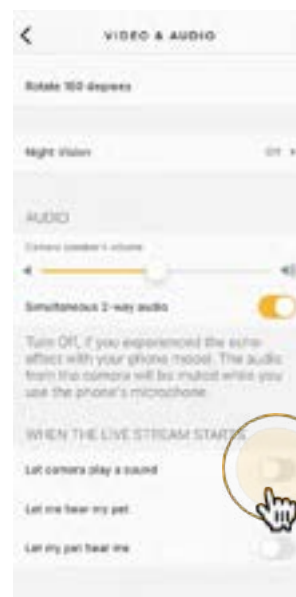 VIDEO & AUDIO
Rotate 180 degrees
Night Vision
Off
AUDIO
Camera speaker's volume
Simultaneous 2-way audio
Turn Off, if you experienced the echo
effect with your phone model. The audio
from the camera will be muted while you
use the phone's microphone.
WHEN THE LIVE STREAM STARTS
Let camera play a sound
Let me hear my pet
Let my pet hear me